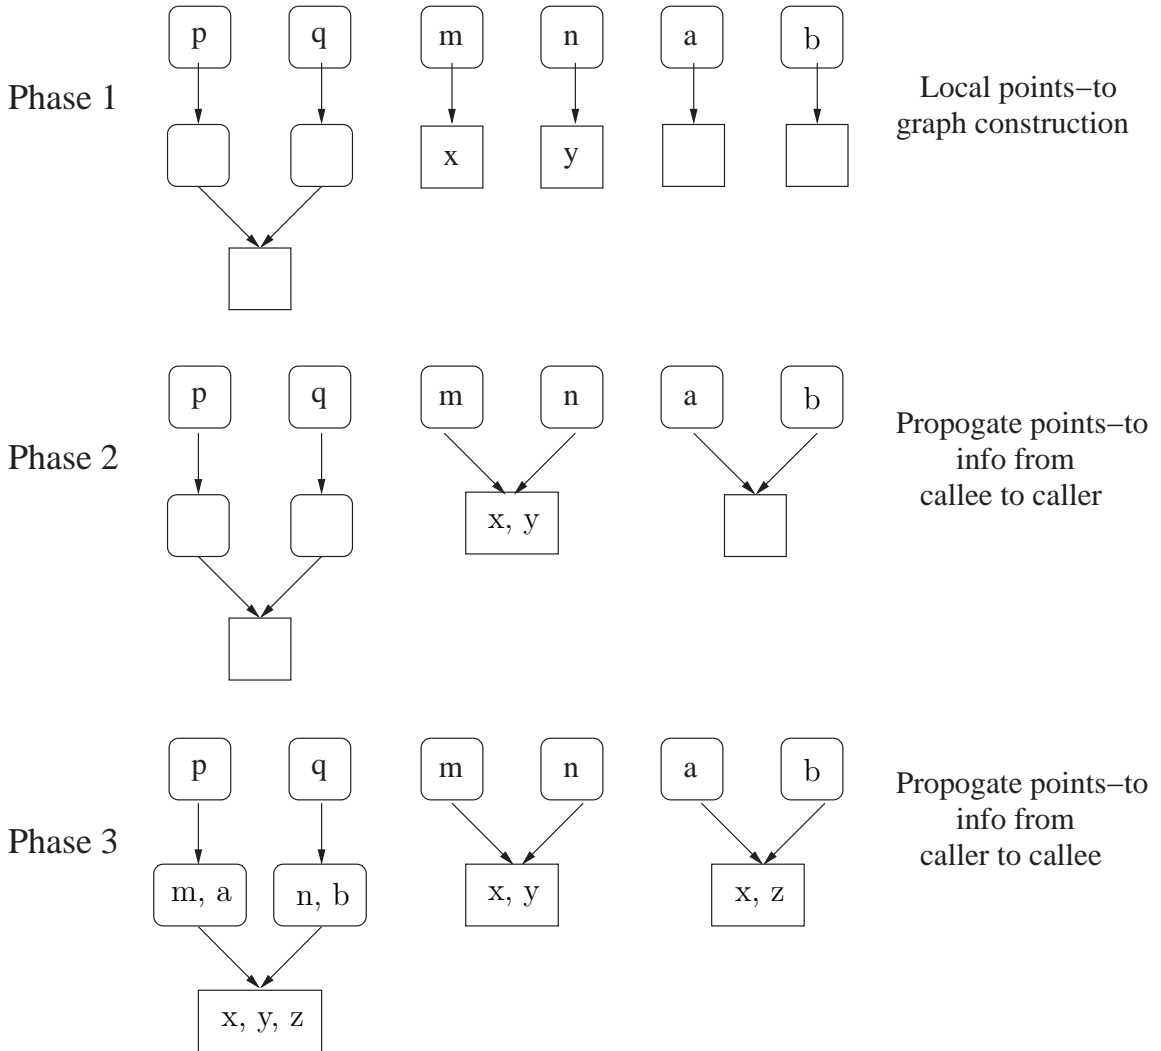 p q m n a b
Phase 1
Local points−to
graph construction
x y
p q m n a b
Phase 2
Propogate points−to
info from
callee to caller
x, y
p q m n a b
Phase 3
Propogate points−to
info from
caller to callee
m, a n, b x, y x, z
x, y, z